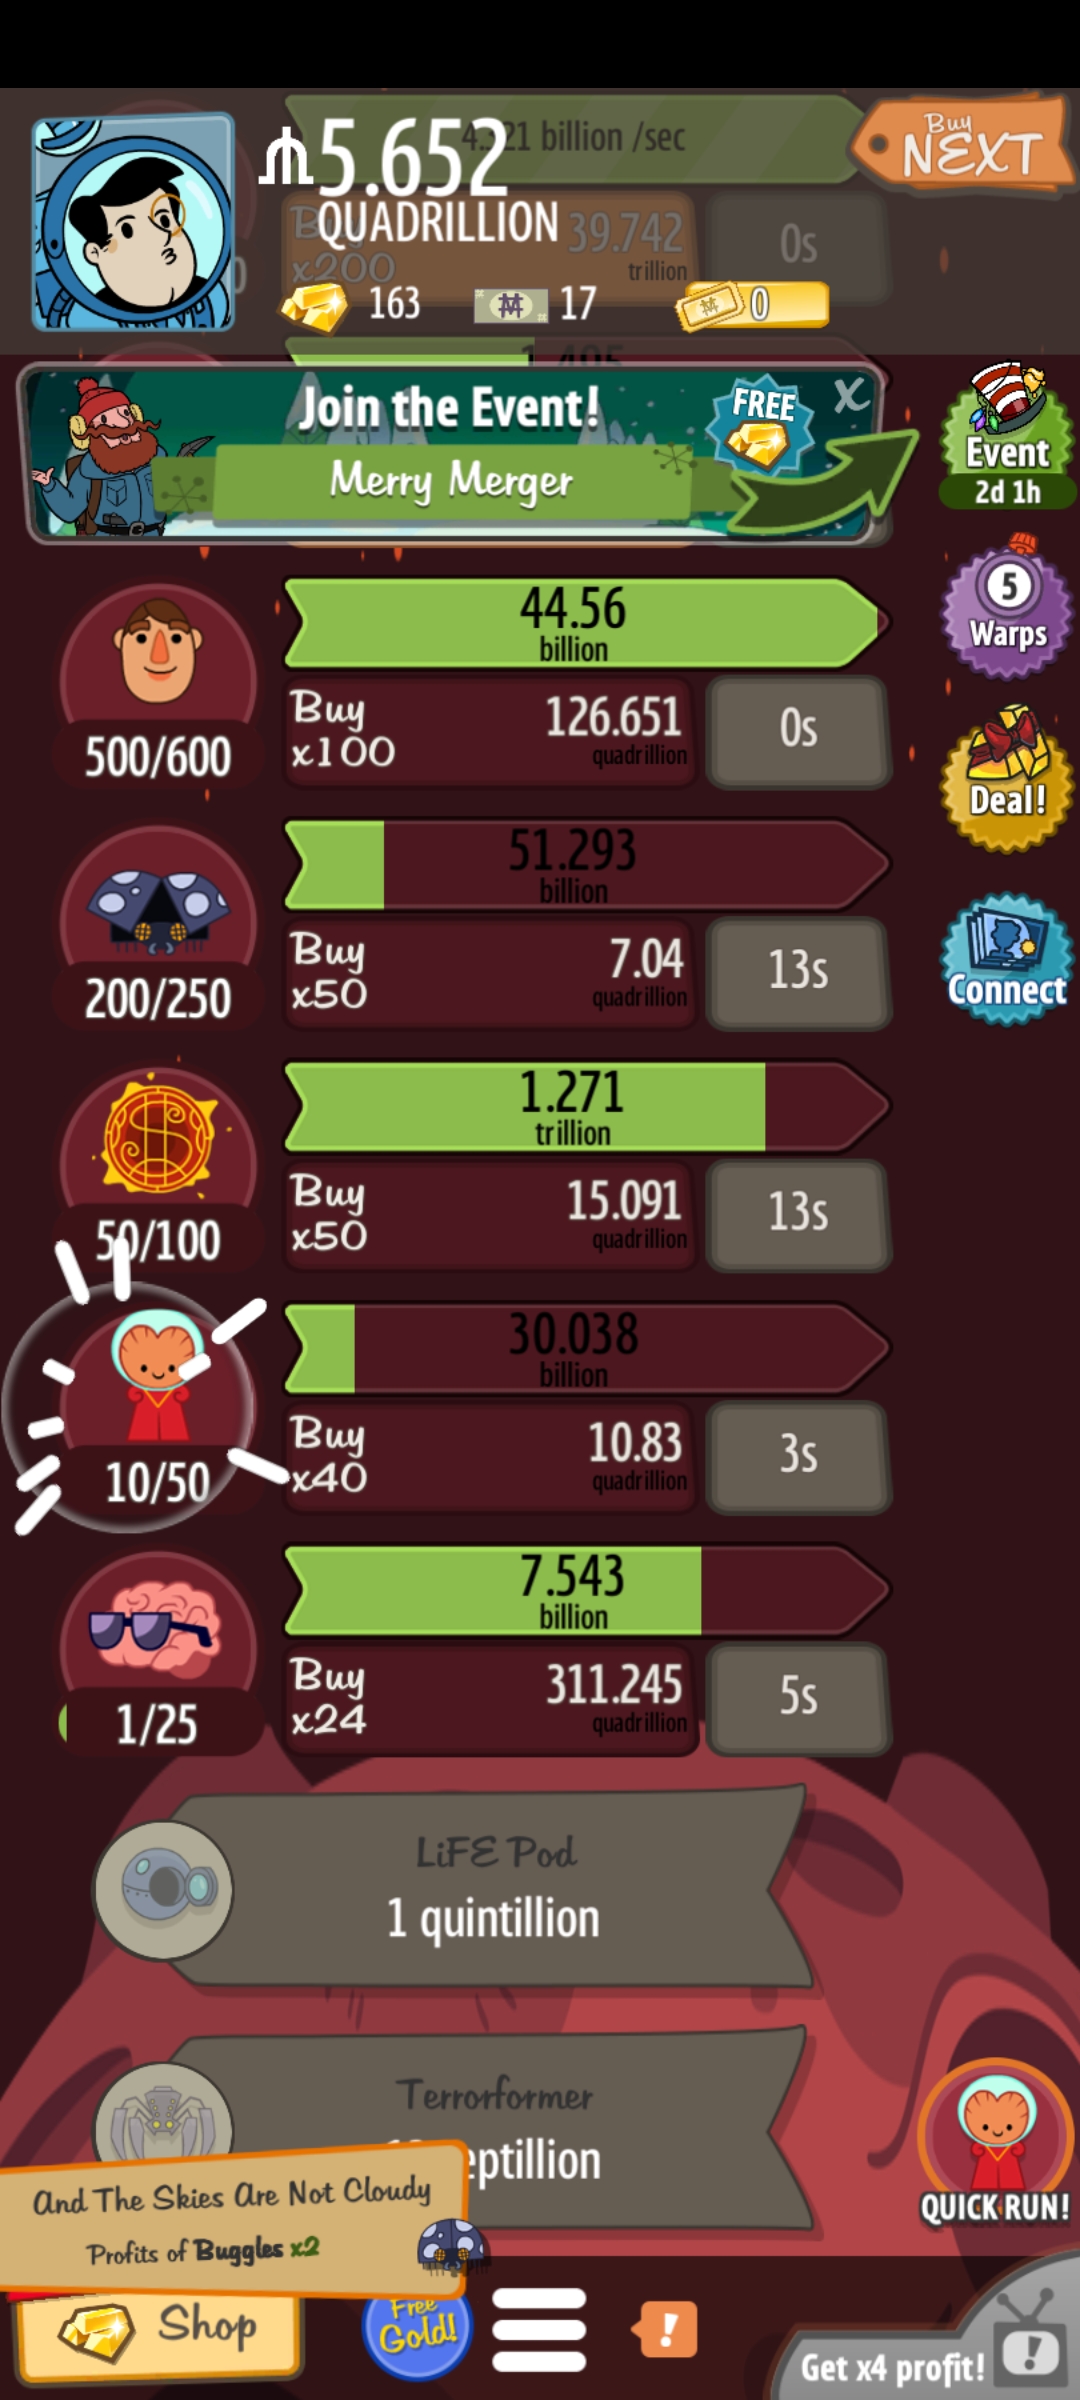 5.652
QUADRILLION
billion /sec
Buy
NEXT
Buy
x200
39.742
trillion
0s
163
17
0
Join the Event!
Merry Merger
FREE
X
Event
2d 1h
44.56
billion
500/600
Buy
x100
126.651
quadrillion
0s
5
Warps
51.293
billion
200/250
Buy
x50
7.04
quadrillion
13s
Deal!
Connect
1.271
trillion
50/100
Buy
x50
15.091
quadrillion
13s
30.038
billion
10/50
Buy
x40
10.83
quadrillion
3s
7.543
billion
1/25
Buy
x24
311.245
quadrillion
5s
LiFE Pod
1 quintillion
Terrorformer
And The Skies Are Not Cloudy
Profits of Buggles x2
QUICK RUN!
Shop
Free
Gold!
!
Get x4 profit!
!